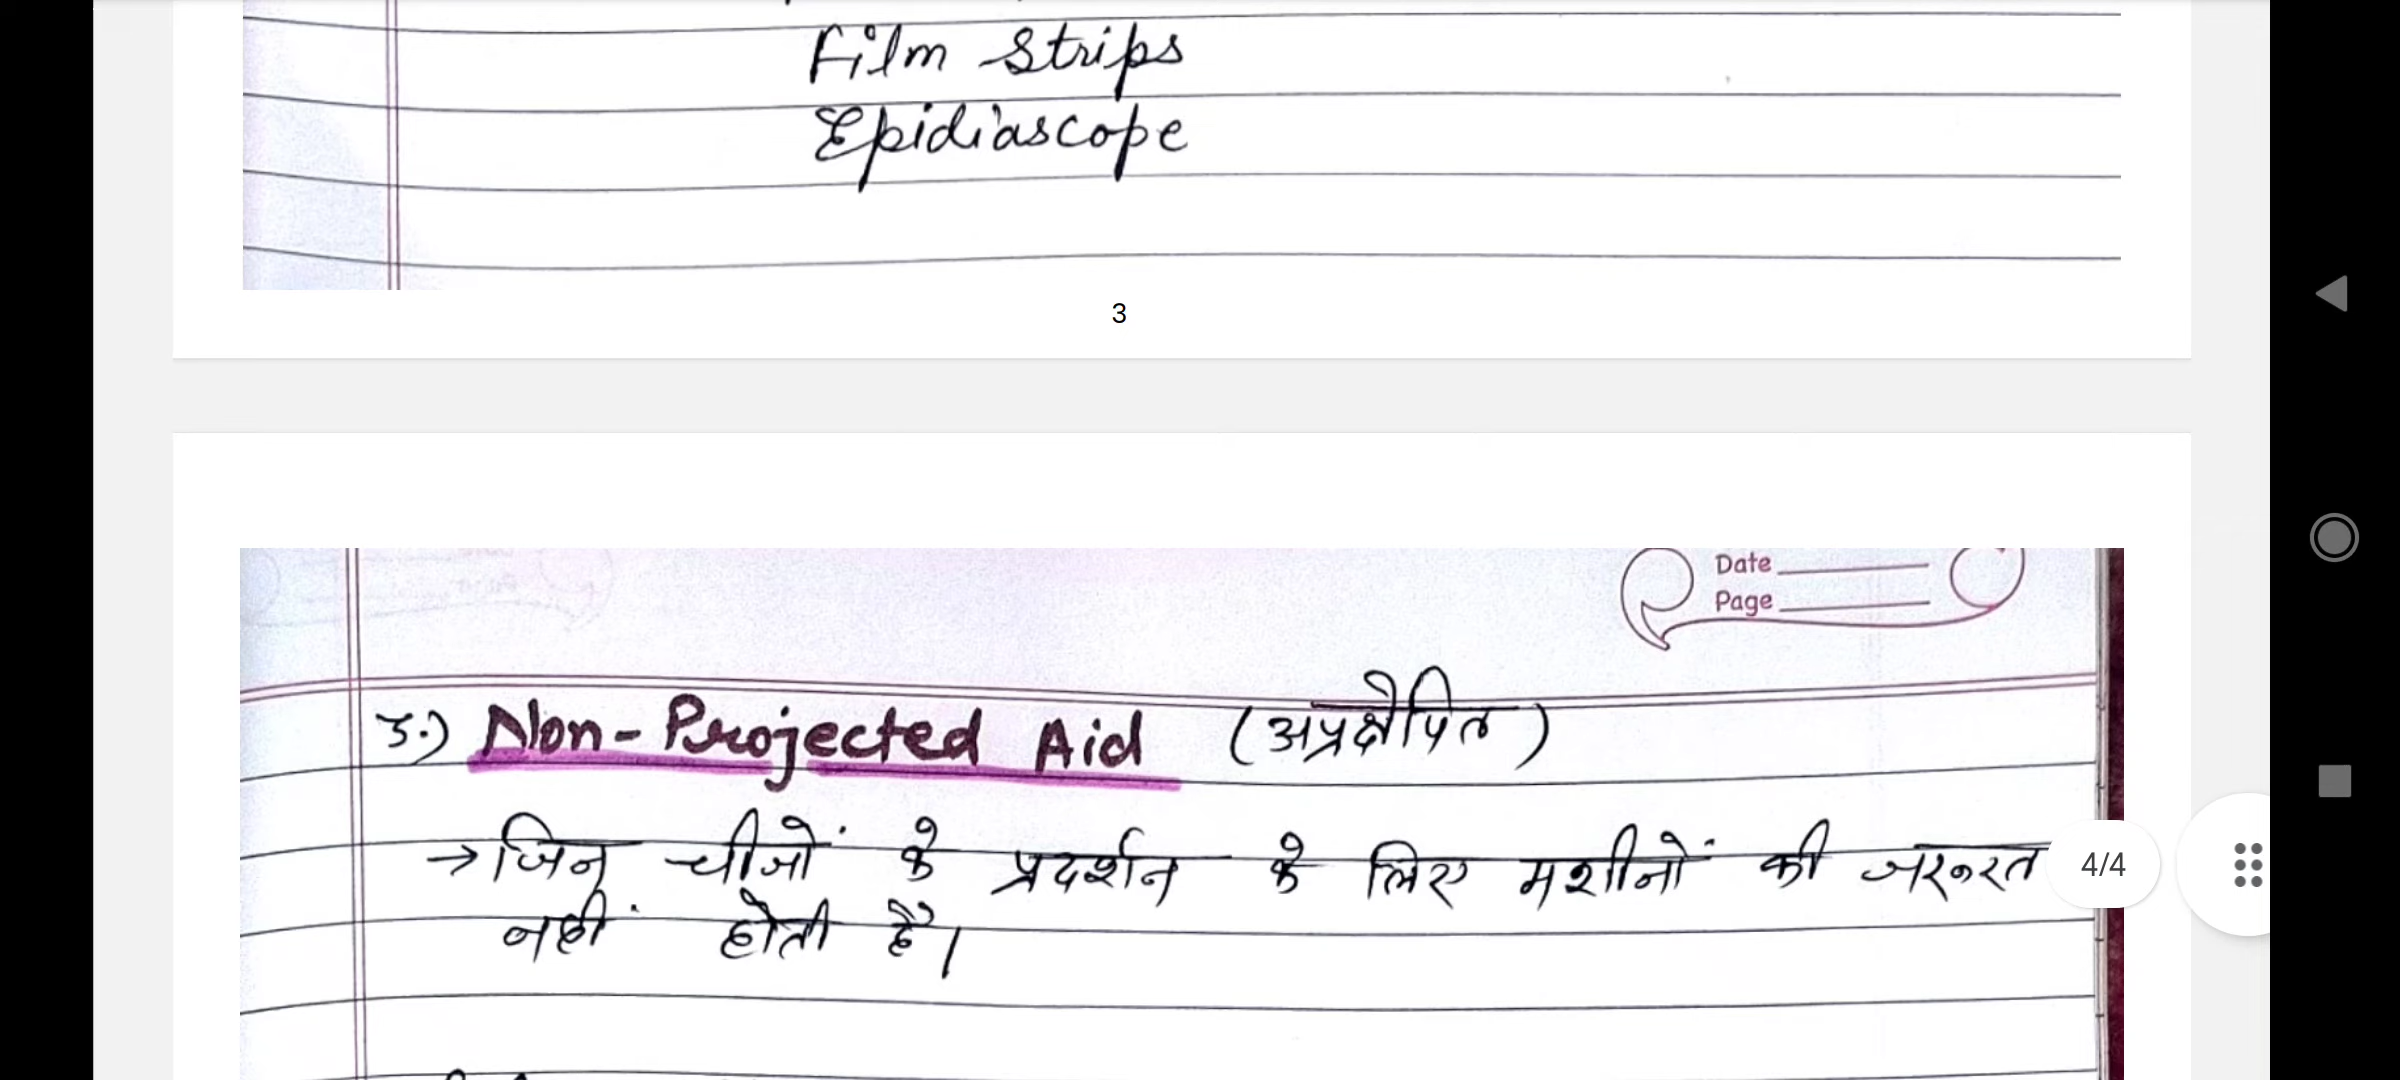 Film Strips
Epidiascope
3
Date
Page
3.) Non-Projected Aid (अप्रक्षेपित)
→ जिन चीजों के प्रदर्शन के लिए मशीनों की जरूरत
नहीं होती है।
4/4